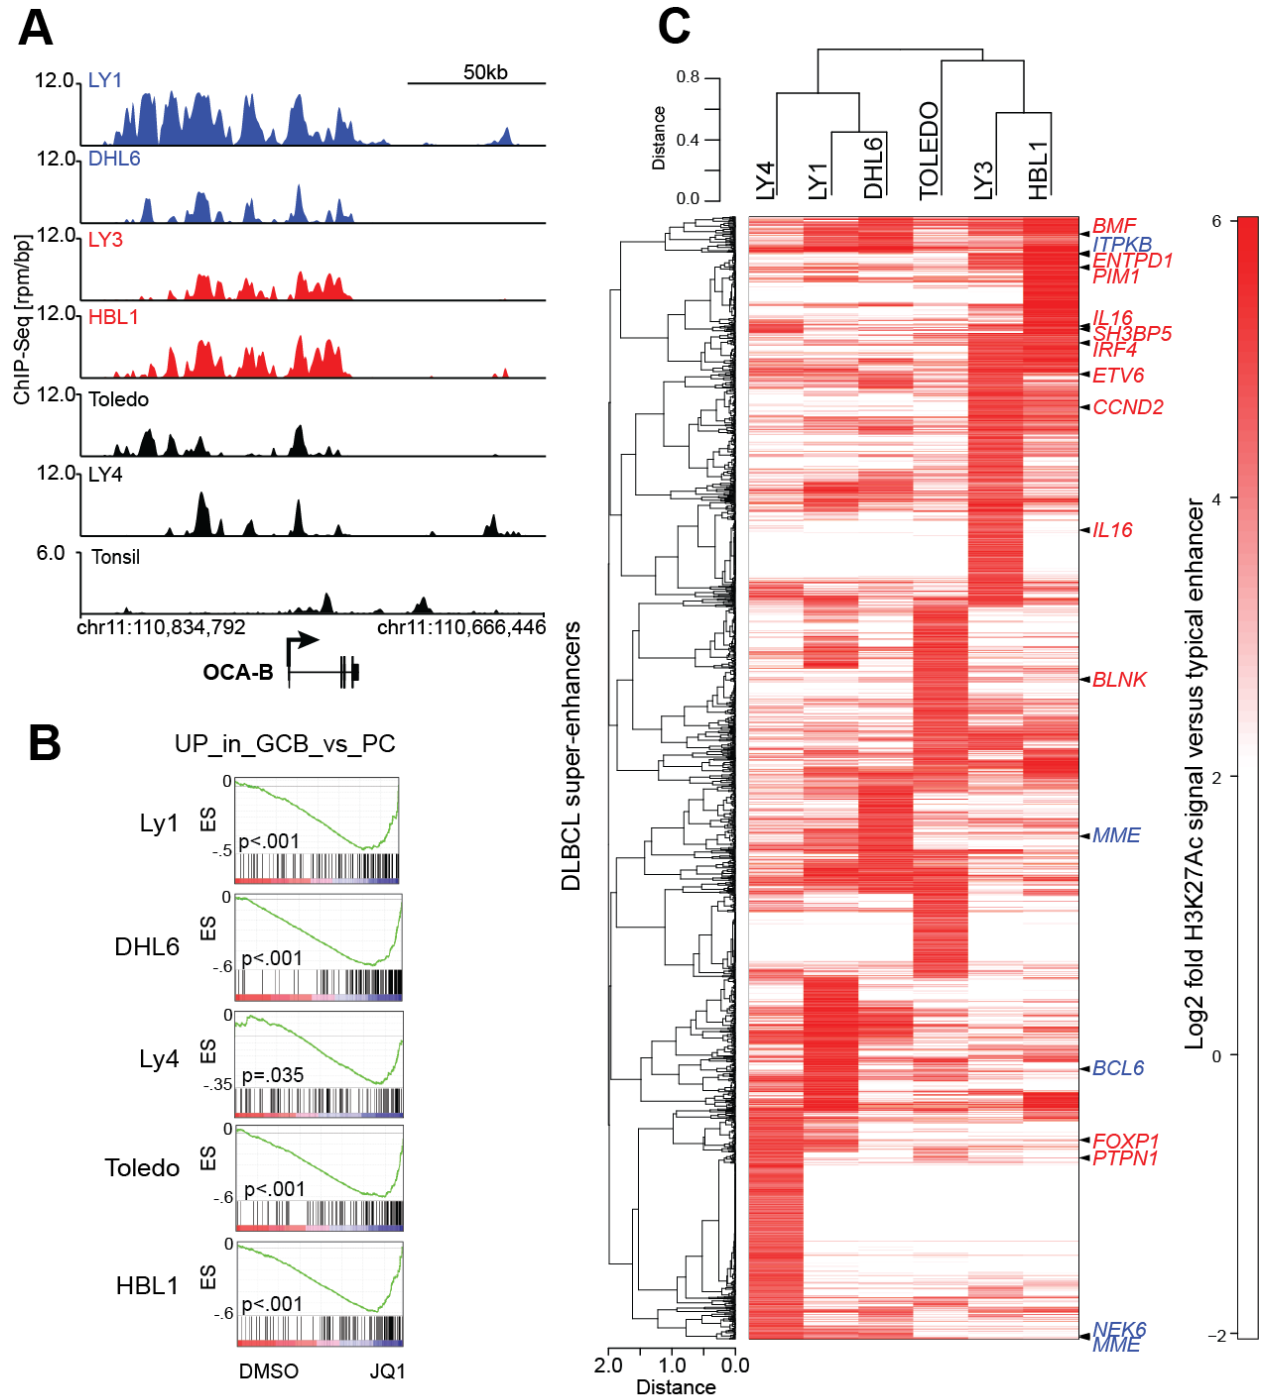 A
ChIP-Seq [rpm/bp]
50kb
12.0
LY1
12.0
DHL6
12.0
LY3
12.0
HBL1
12.0
Toledo
12.0
LY4
6.0
Tonsil
chr11:110,834,792
chr11:110,666,446
OCA-B
B
UP_in_GCB_vs_PC
Ly1
ES
0
-.5
p<.001
DHL6
ES
0
-.6
p<.001
Ly4
ES
0
-.35
p=.035
Toledo
ES
0
-.6
p<.001
HBL1
ES
0
-.6
p<.001
DMSO
JQ1
C
Distance
0.8
0.4
0.0
LY4
LY1
DHL6
TOLEDO
LY3
HBL1
DLBCL super-enhancers
BMF
ITPKB
ENTPD1
PIM1
IL16
SH3BP5
IRF4
ETV6
CCND2
IL16
BLNK
MME
BCL6
FOXP1
PTPN1
NEK6
MME
2.0
1.0
0.0
Distance
Log2 fold H3K27Ac signal versus typical enhancer
6
4
2
0
−2